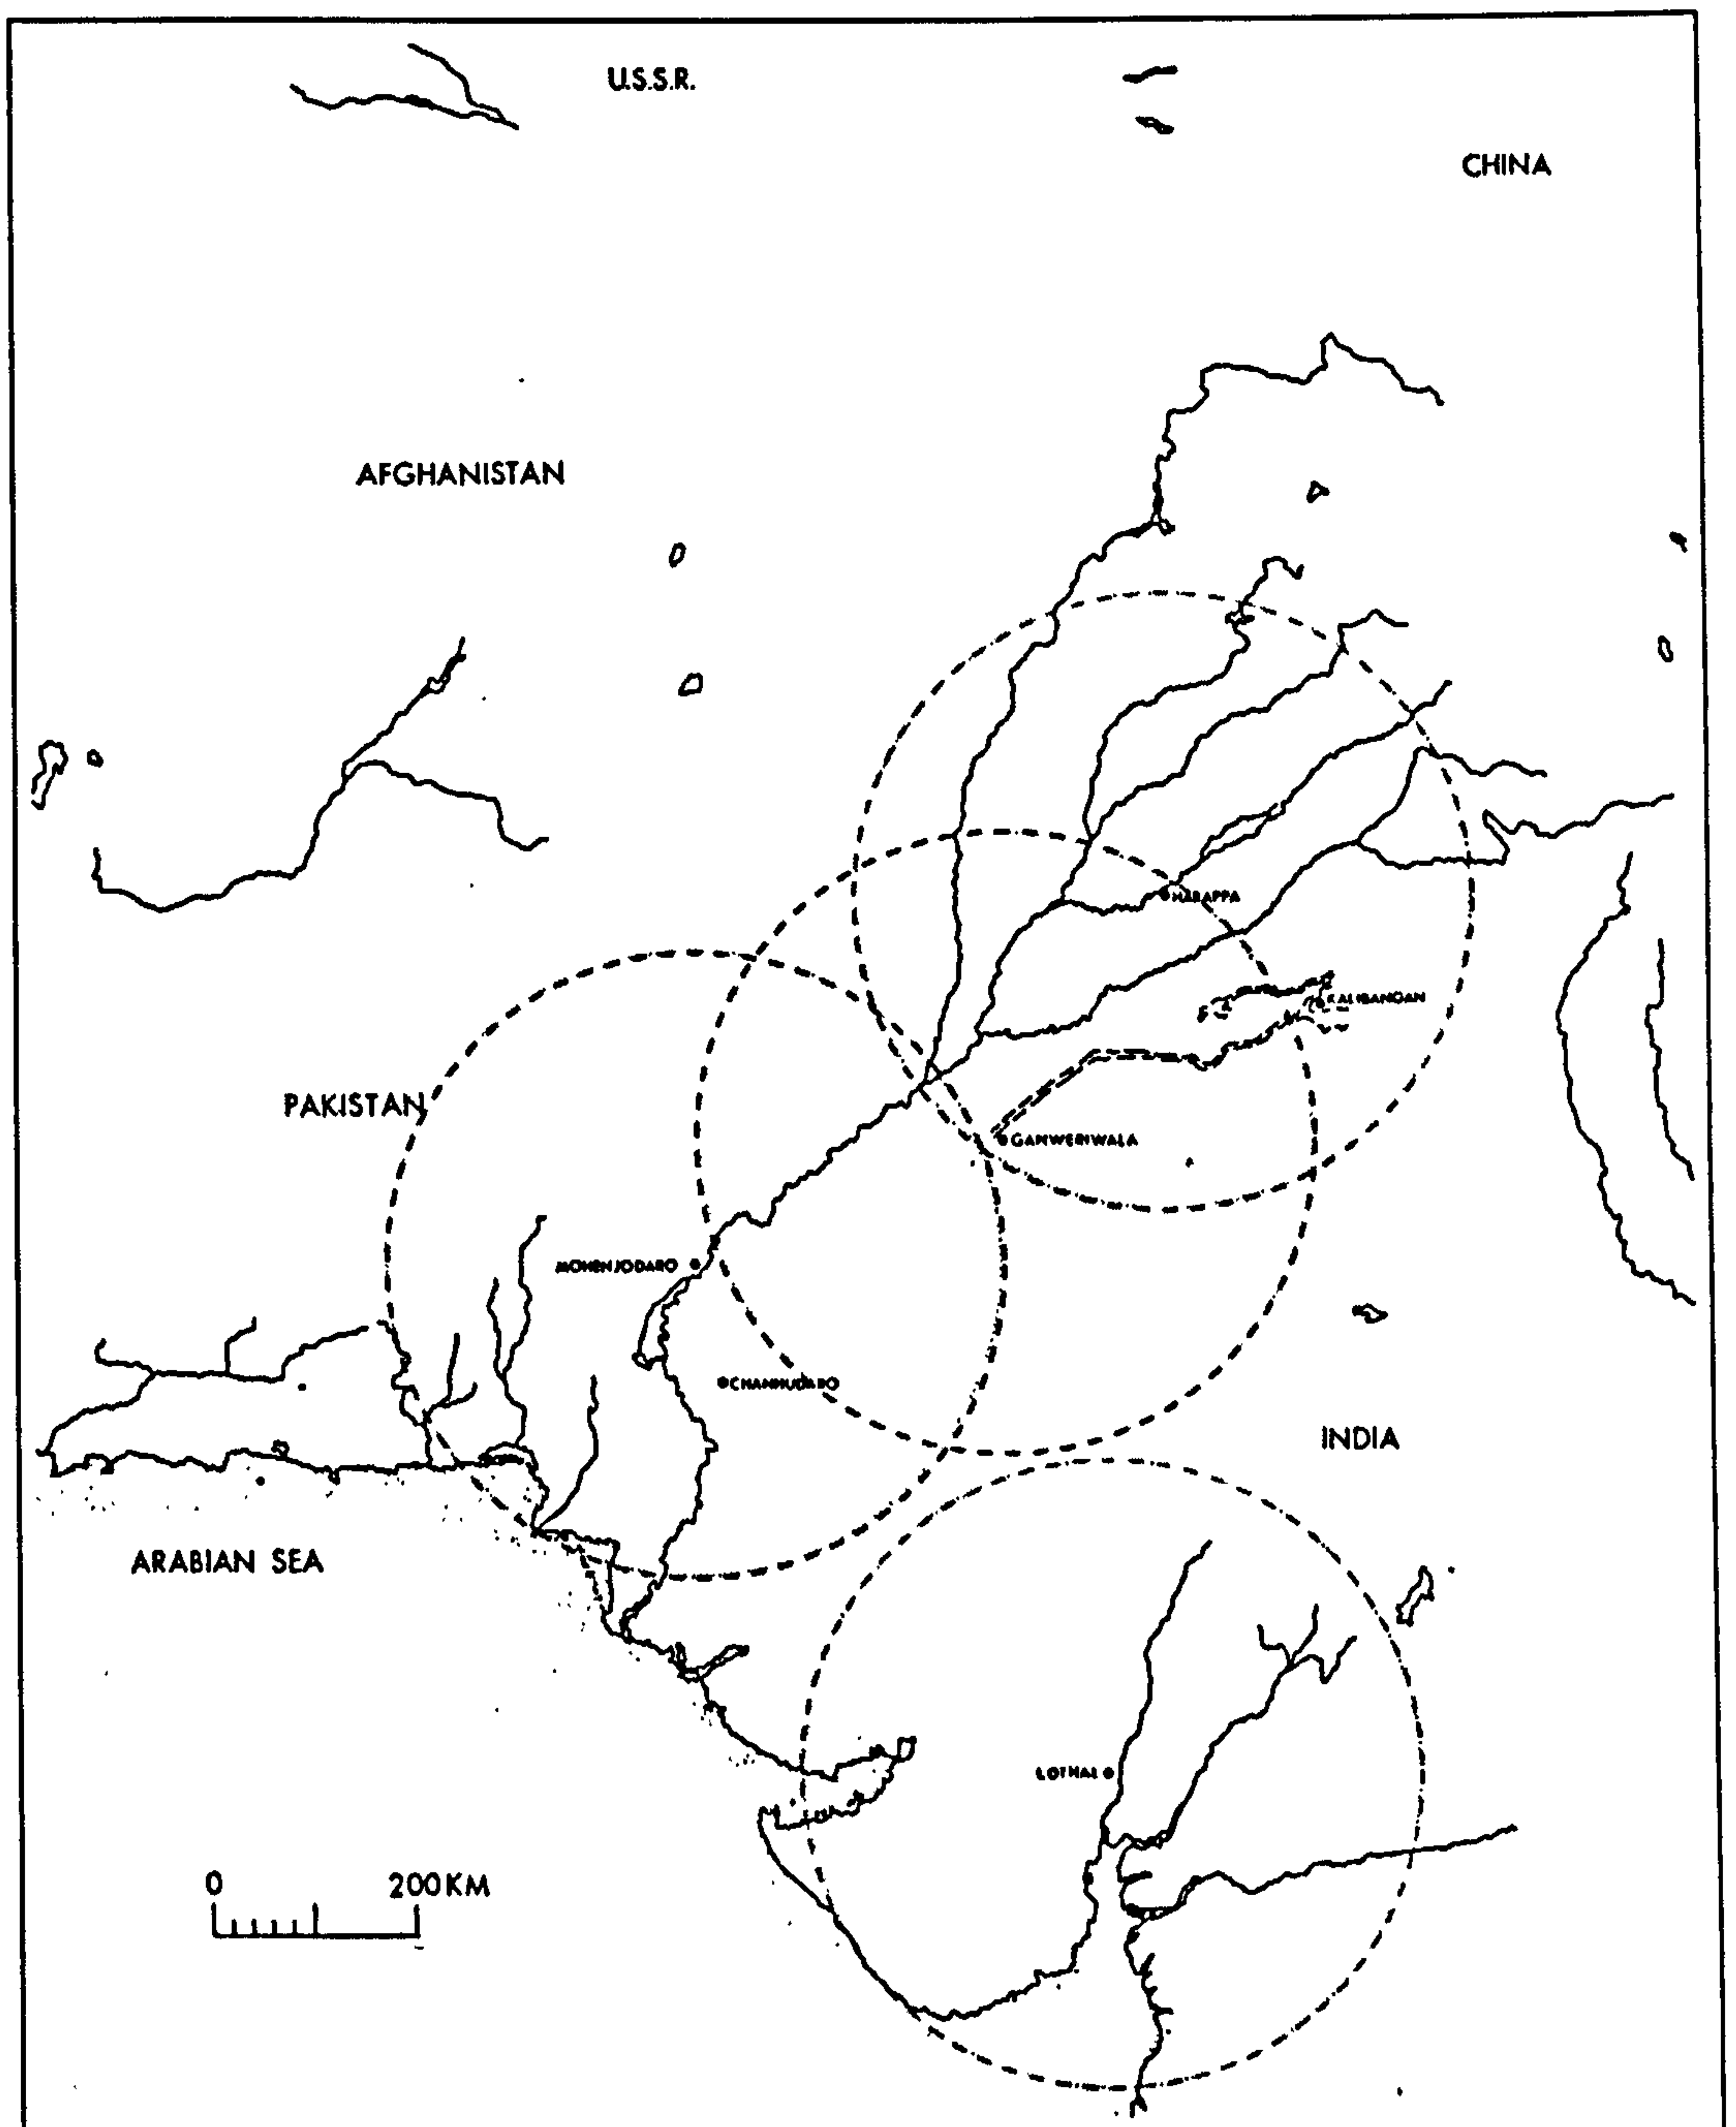 U.S.S.R.
CHINA
AFGHANISTAN
HARAPPA
KALIBANGAN
PAKISTAN
GANWERIWALA
MOHENJODARO
CHANHUDARO
INDIA
ARABIAN SEA
LOTHAL
0 200KM